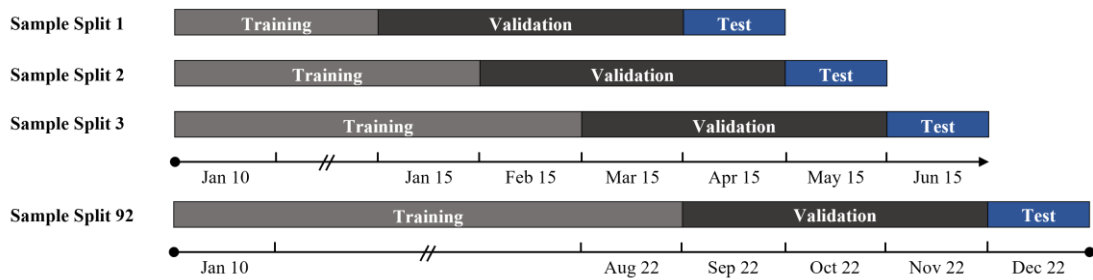 Sample Split 1 Training Validation Test
Sample Split 2 Training Validation Test
Sample Split 3 Training Validation Test
Jan 10 Jan 15 Feb 15 Mar 15 Apr 15 May 15 Jun 15
Sample Split 92 Training Validation Test
Jan 10 Aug 22 Sep 22 Oct 22 Nov 22 Dec 22